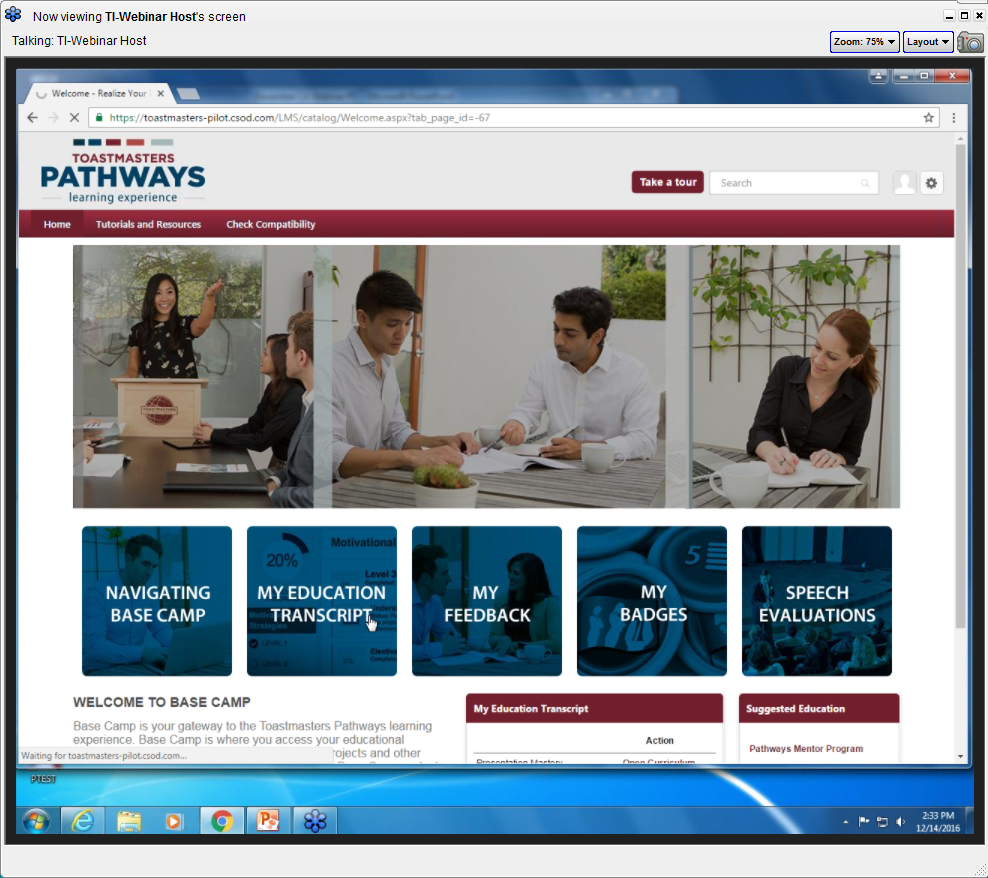 Now viewing TI-Webinar Host's screen
Talking: TI-Webinar Host
Zoom: 75%
Layout
Welcome - Realize Your
https://toastmasters-pilot.csod.com/LMS/catalog/Welcome.aspx?tab_page_id=-67
TOASTMASTERS
PATHWAYS
learning experience
Take a tour
Search
Home
Tutorials and Resources
Check Compatibility
TOASTMASTERS
20%
Motivational
Level 3
LEVEL 1
LEVEL 2
0%
5
NAVIGATING
BASE CAMP
MY EDUCATION
TRANSCRIPT
MY
FEEDBACK
MY
BADGES
SPEECH
EVALUATIONS
WELCOME TO BASE CAMP
Base Camp is your gateway to the Toastmasters Pathways learning
experience. Base Camp is where you access your educational
rojects and other
My Education Transcript
Action
Presentation Mastery
Open Curriculum
Suggested Education
Pathways Mentor Program
Waiting for toastmasters-pilot.csod.com...
PTEST
2:33 PM
12/14/2016